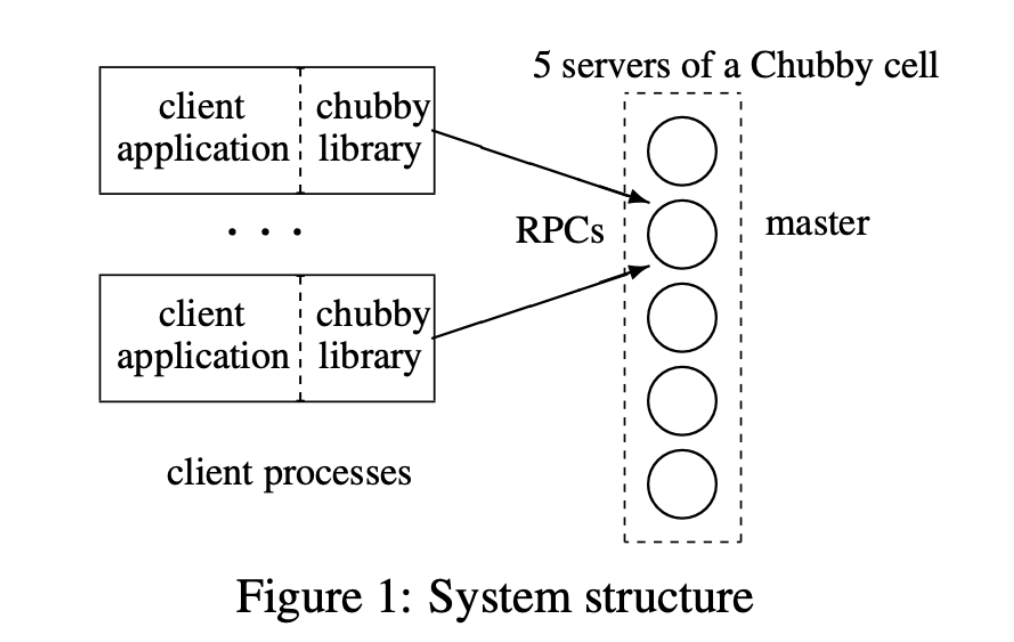 5 servers of a Chubby cell
client application
chubby library
RPCs
master
. . .
client application
chubby library
client processes
Figure 1: System structure